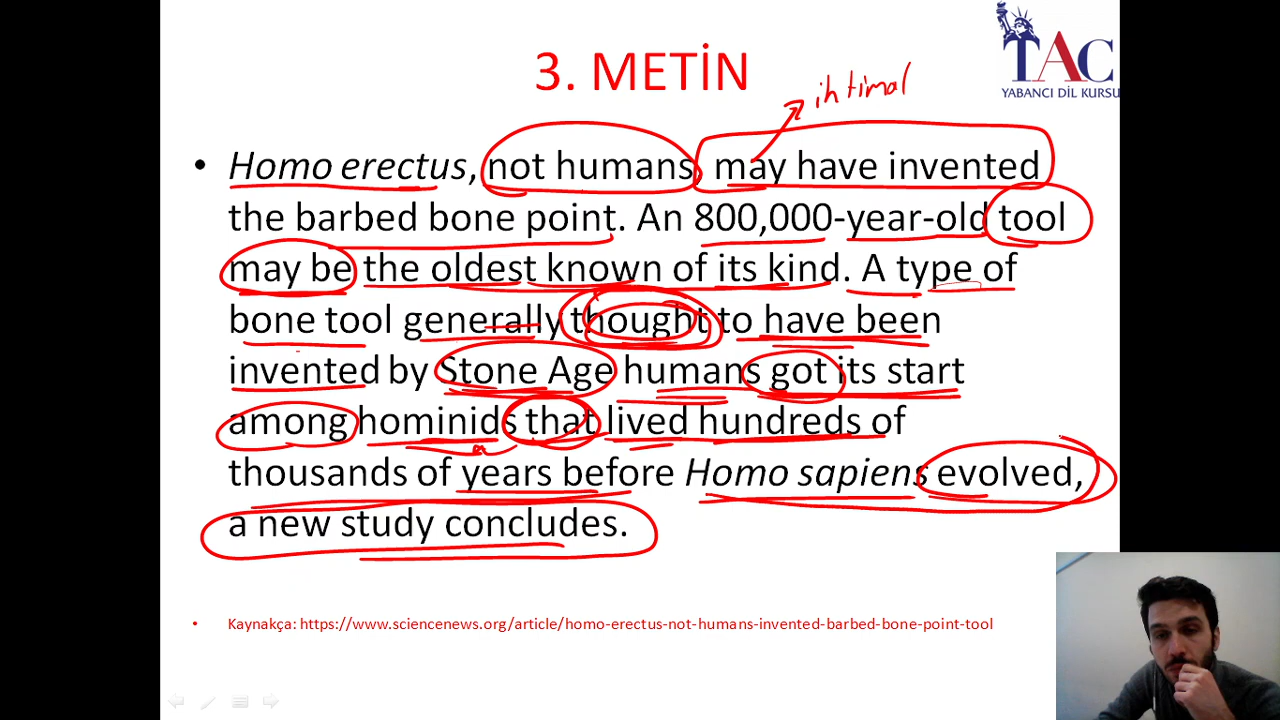 3. METİN
TAC
YABANCI DİL KURSU
ihtimal
• Homo erectus, not humans, may have invented
the barbed bone point. An 800,000-year-old tool
may be the oldest known of its kind. A type of
bone tool generally thought to have been
invented by Stone Age humans got its start
among hominids that lived hundreds of
thousands of years before Homo sapiens evolved,
a new study concludes.
• Kaynakça: https://www.sciencenews.org/article/homo-erectus-not-humans-invented-barbed-bone-point-tool